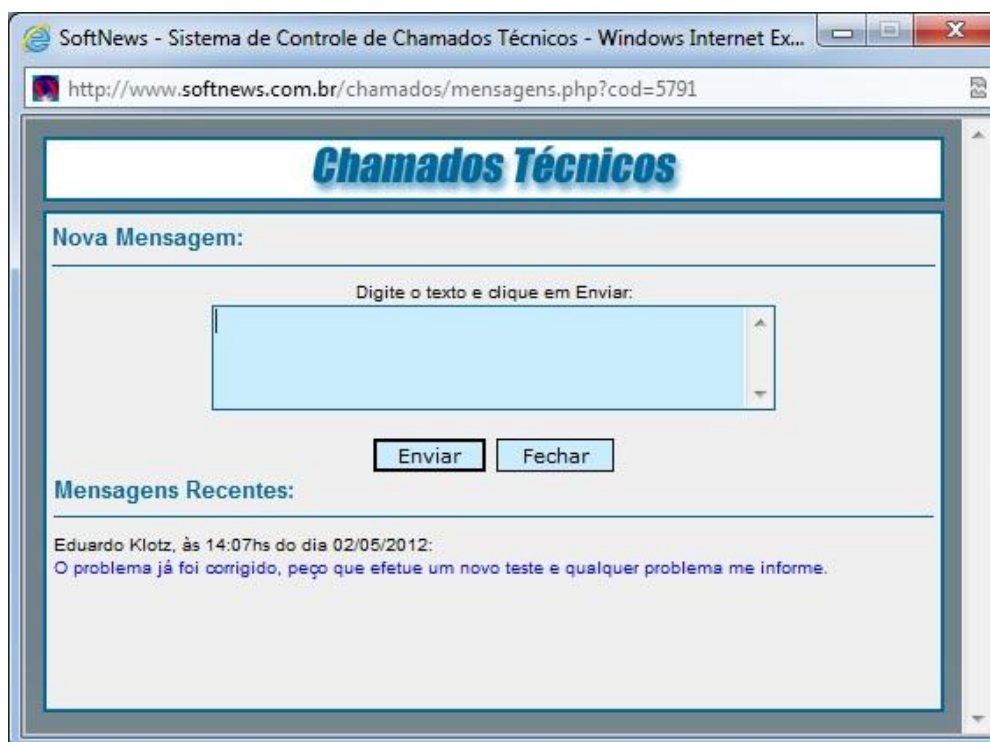 SoftNews - Sistema de Controle de Chamados Técnicos - Windows Internet Ex...
http://www.softnews.com.br/chamados/mensagens.php?cod=5791
Chamados Técnicos
Nova Mensagem:
Digite o texto e clique em Enviar:
Enviar Fechar
Mensagens Recentes:
Eduardo Klotz, às 14:07hs do dia 02/05/2012:
O problema já foi corrigido, peço que efetue um novo teste e qualquer problema me informe.